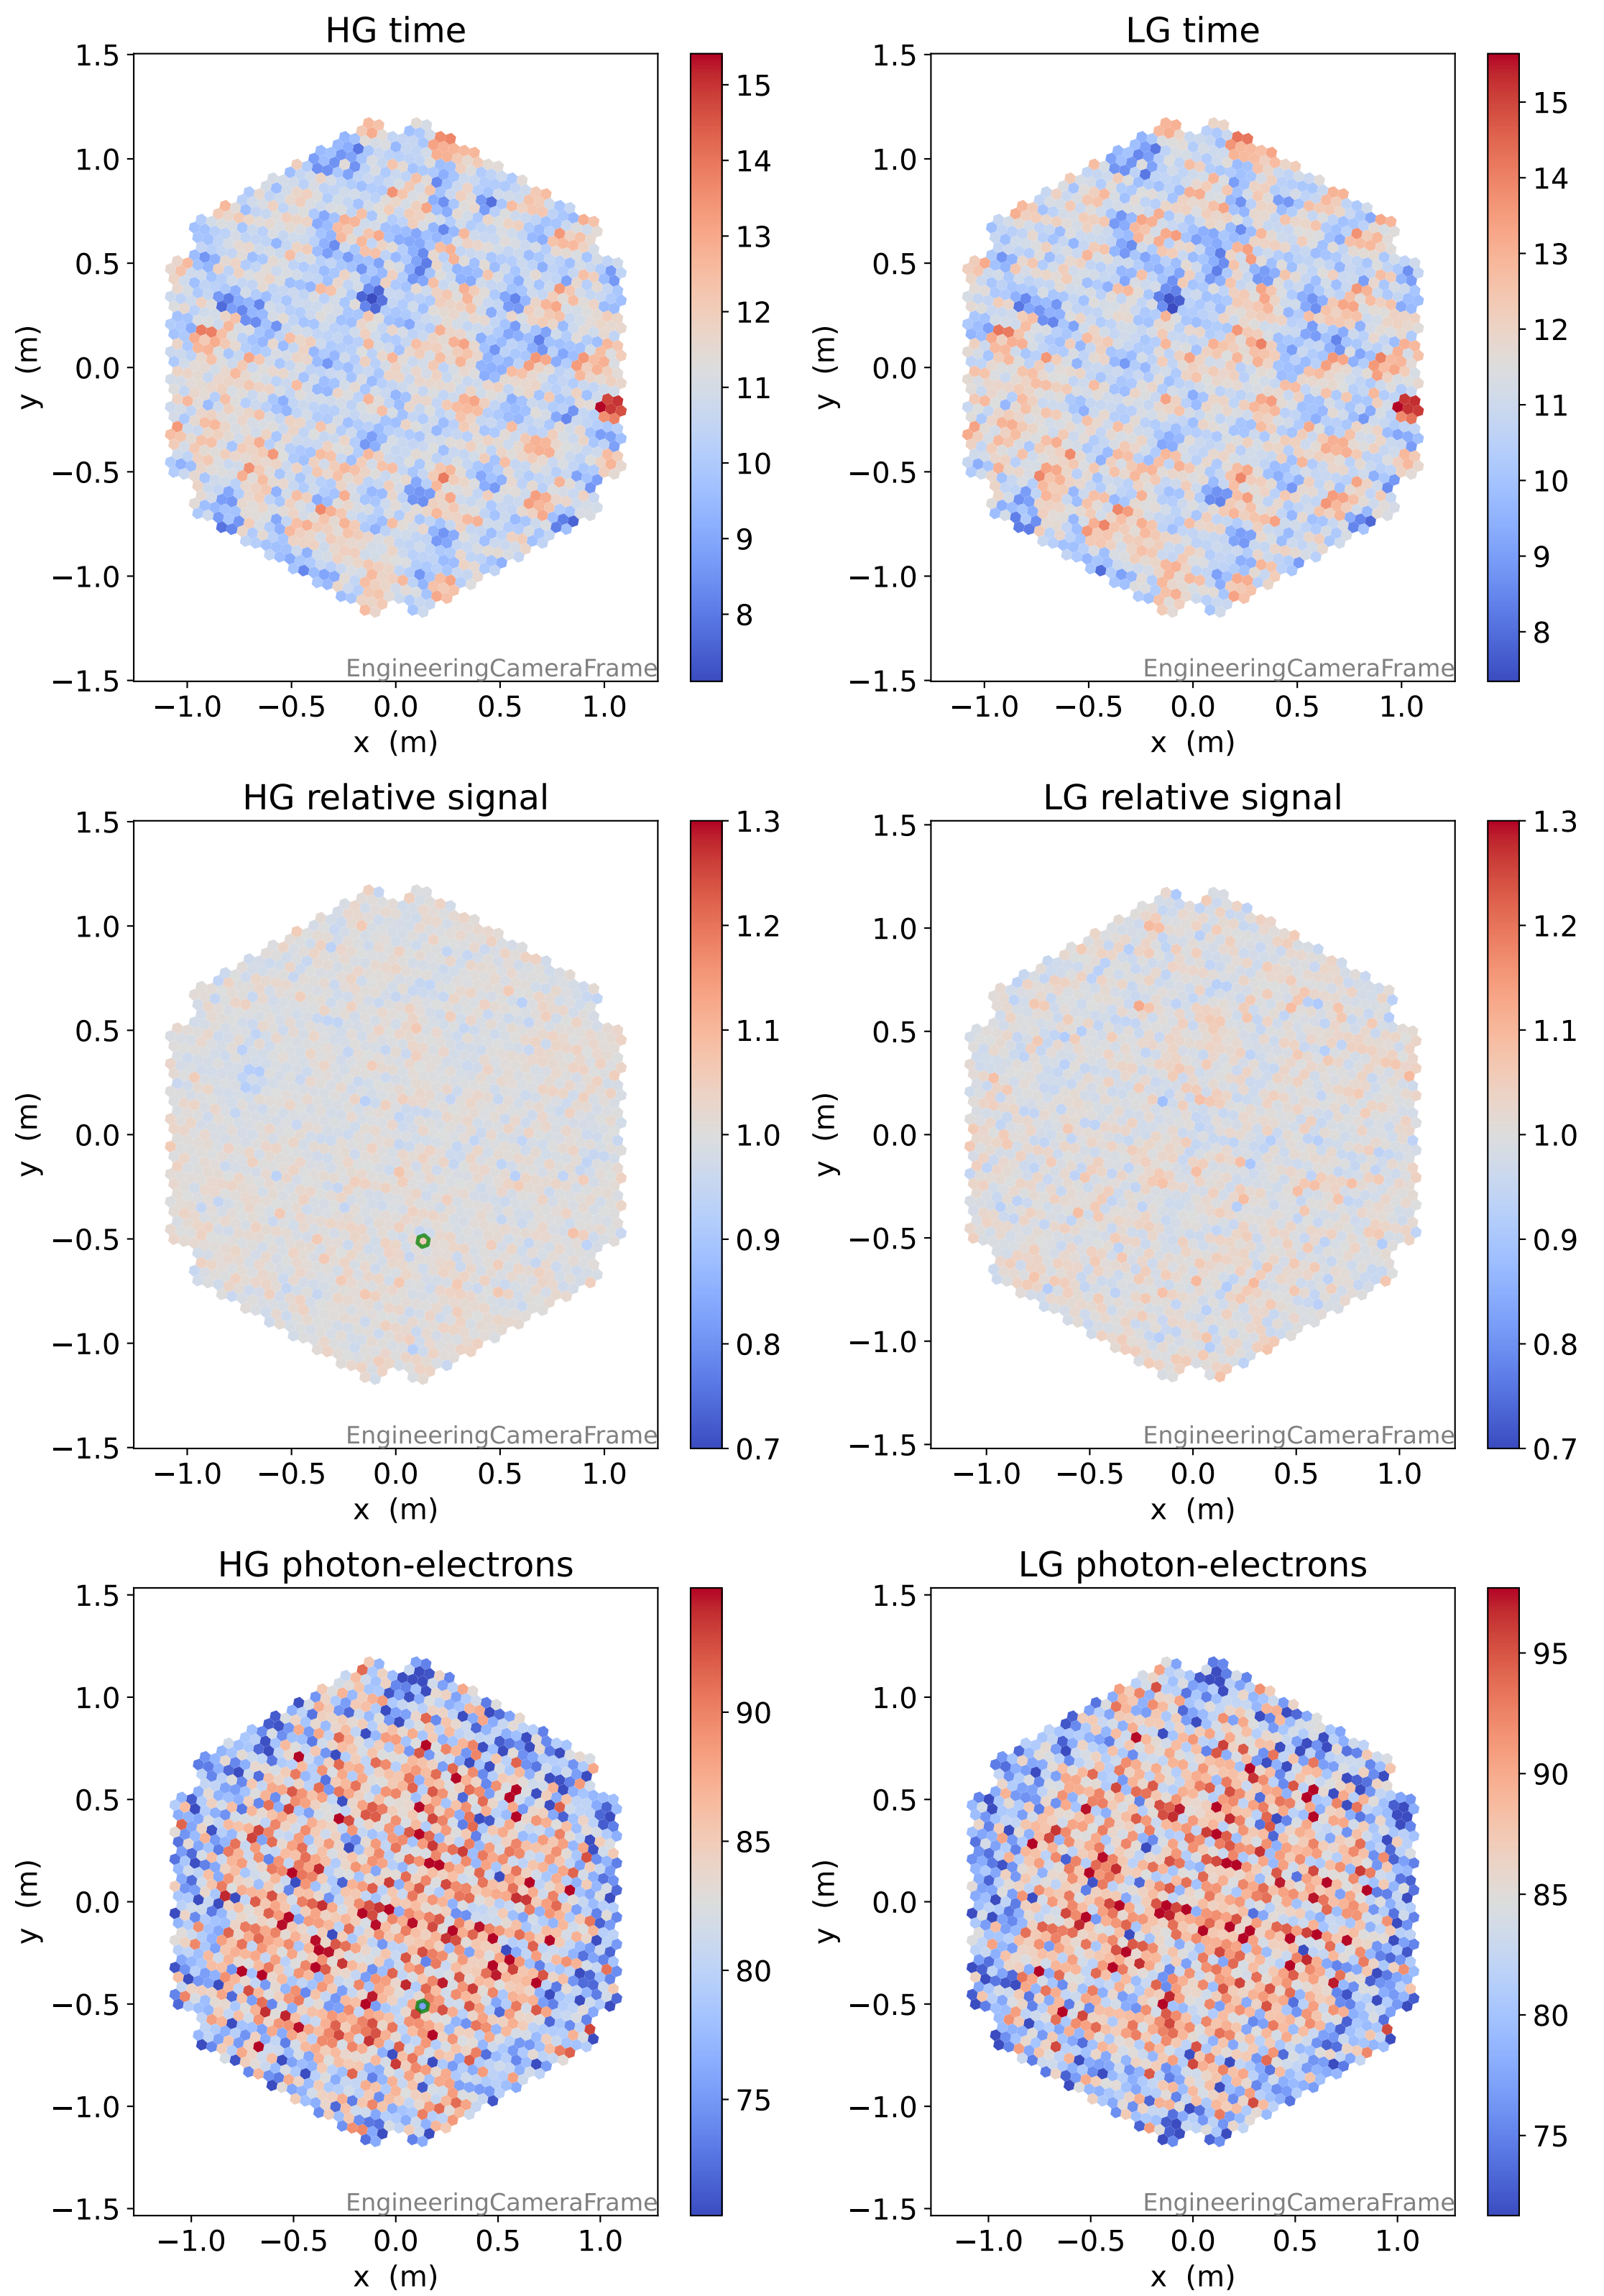 HG time
1.5
1.0
0.5
0.0
−0.5
−1.0
−1.5
y (m)
−1.0 −0.5 0.0 0.5 1.0
x (m)
EngineeringCameraFrame
15
14
13
12
11
10
9
8
LG time
1.5
1.0
0.5
0.0
−0.5
−1.0
−1.5
y (m)
−1.0 −0.5 0.0 0.5 1.0
x (m)
EngineeringCameraFrame
15
14
13
12
11
10
9
8
HG relative signal
1.5
1.0
0.5
0.0
−0.5
−1.0
−1.5
y (m)
−1.0 −0.5 0.0 0.5 1.0
x (m)
EngineeringCameraFrame
1.3
1.2
1.1
1.0
0.9
0.8
0.7
LG relative signal
1.5
1.0
0.5
0.0
−0.5
−1.0
−1.5
y (m)
−1.0 −0.5 0.0 0.5 1.0
x (m)
EngineeringCameraFrame
1.3
1.2
1.1
1.0
0.9
0.8
0.7
HG photon-electrons
1.5
1.0
0.5
0.0
−0.5
−1.0
−1.5
y (m)
−1.0 −0.5 0.0 0.5 1.0
x (m)
EngineeringCameraFrame
90
85
80
75
LG photon-electrons
1.5
1.0
0.5
0.0
−0.5
−1.0
−1.5
y (m)
−1.0 −0.5 0.0 0.5 1.0
x (m)
EngineeringCameraFrame
95
90
85
80
75